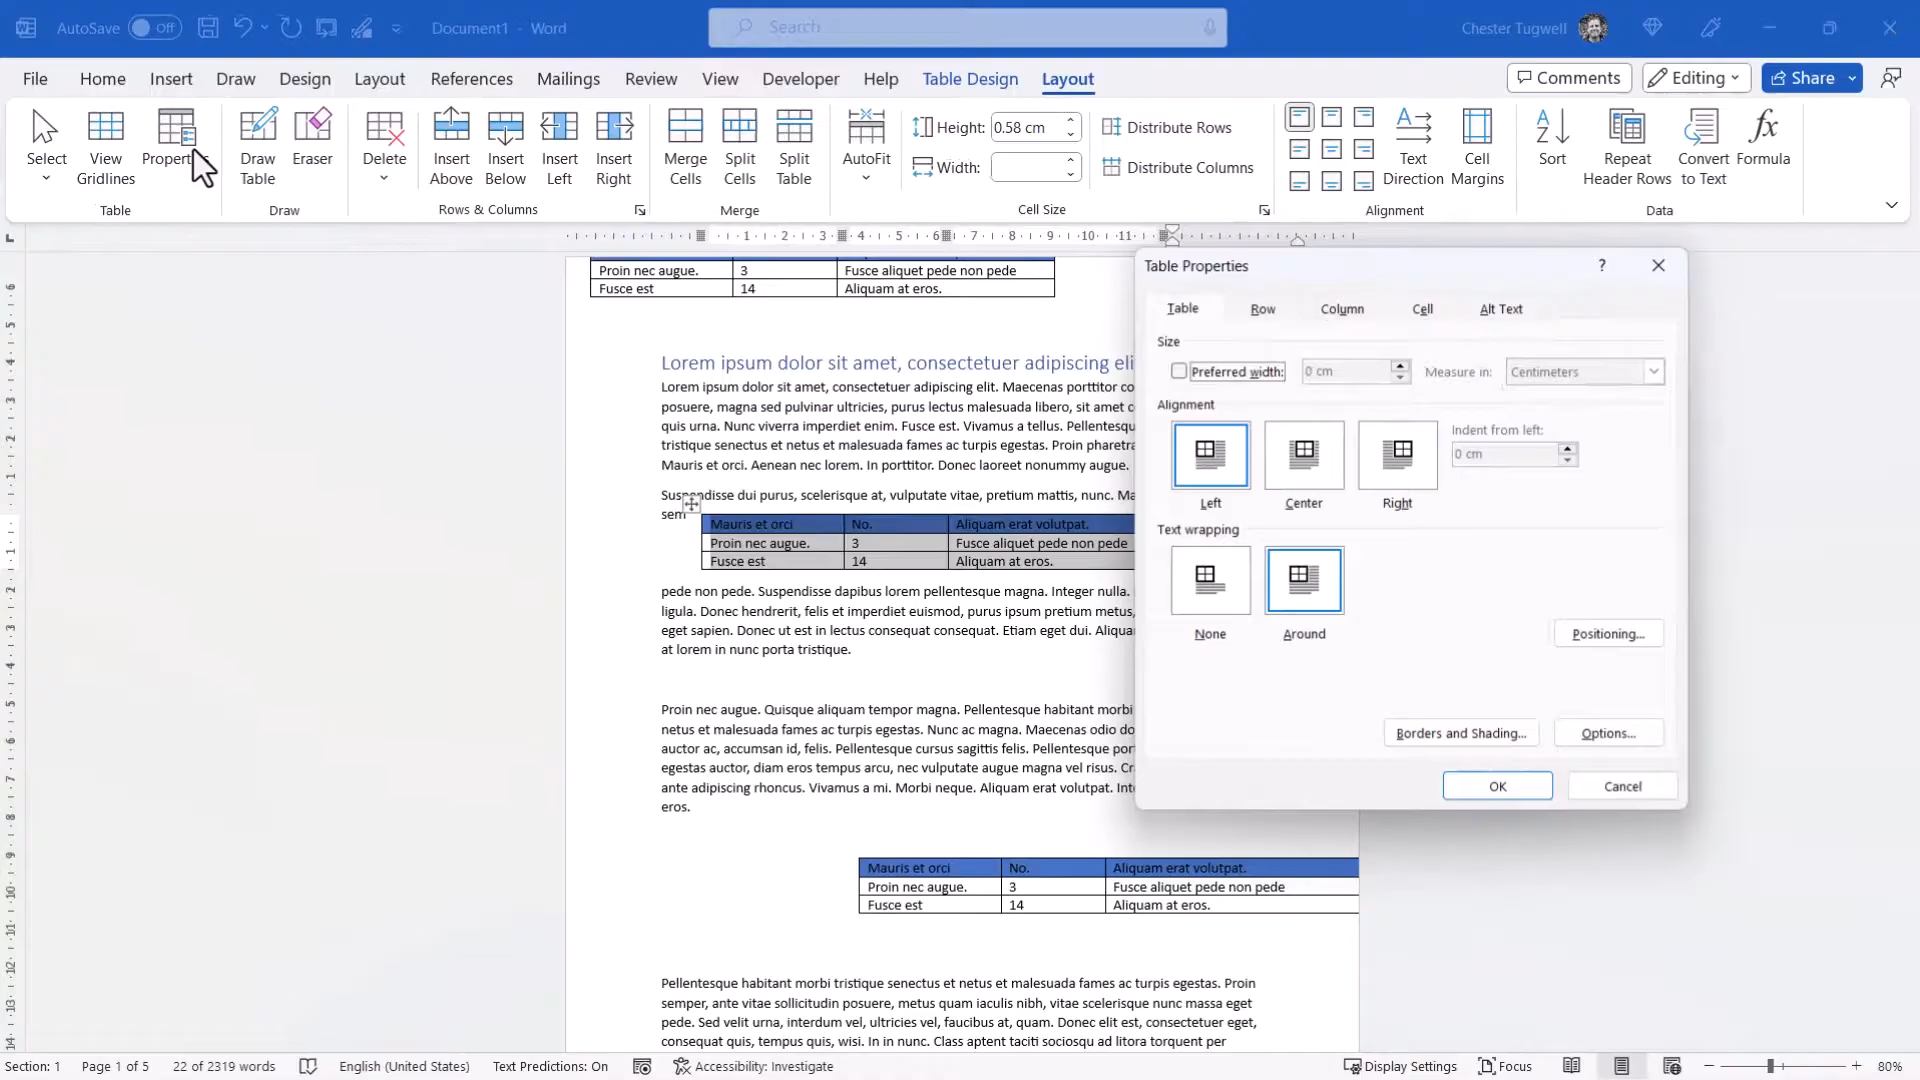 AutoSave Off Document1 - Word Search Chester Tugwell
File Home Insert Draw Design Layout References Mailings Review View Developer Help Table Design Layout Comments Editing Share
Select View Gridlines Draw Table Eraser Delete Insert Above Insert Below Insert Left Insert Right Merge Cells Split Cells Split Table AutoFit Height: 0.58 cm Distribute Rows Width: Distribute Columns Text Direction Cell Margins Sort Repeat Header Rows Convert to Text Formula
Table Draw Rows & Columns Merge Cell Size Alignment Data
1 2 3 4 5 6 7 8 9 10 11
Proin nec augue. 3 Fusce aliquet pede non pede
Fusce est 14 Aliquam at eros.
Lorem ipsum dolor sit amet, consectetuer adipiscing eli
Lorem ipsum dolor sit amet, consectetuer adipiscing elit. Maecenas porttitor co
posuere, magna sed pulvinar ultricies, purus lectus malesuada libero, sit amet c
quis urna. Nunc viverra imperdiet enim. Fusce est. Vivamus a tellus. Pellentesqu
tristique senectus et netus et malesuada fames ac turpis egestas. Proin pharetra
Mauris et orci. Aenean nec lorem. In porttitor. Donec laoreet nonummy augue.
Suspendisse dui purus, scelerisque at, vulputate vitae, pretium mattis, nunc. Ma
sem
Mauris et orci No. Aliquam erat volutpat.
Proin nec augue. 3 Fusce aliquet pede non pede
Fusce est 14 Aliquam at eros.
pede non pede. Suspendisse dapibus lorem pellentesque magna. Integer nulla.
ligula. Donec hendrerit, felis et imperdiet euismod, purus ipsum pretium metus,
eget sapien. Donec ut est in lectus consequat consequat. Etiam eget dui. Aliqua
at lorem in nunc porta tristique.
Proin nec augue. Quisque aliquam tempor magna. Pellentesque habitant morbi
netus et malesuada fames ac turpis egestas. Nunc ac magna. Maecenas odio do
auctor ac, accumsan id, felis. Pellentesque cursus sagittis felis. Pellentesque por
egestas auctor, diam eros tempus arcu, nec vulputate augue magna vel risus. Cr
ante adipiscing rhoncus. Vivamus a mi. Morbi neque. Aliquam erat volutpat. Int
eros.
Mauris et orci No. Aliquam erat volutpat.
Proin nec augue. 3 Fusce aliquet pede non pede
Fusce est 14 Aliquam at eros.
Pellentesque habitant morbi tristique senectus et netus et malesuada fames ac turpis egestas. Proin
semper, ante vitae sollicitudin posuere, metus quam iaculis nibh, vitae scelerisque nunc massa eget
pede. Sed velit urna, interdum vel, ultricies vel, faucibus at, quam. Donec elit est, consectetuer eget,
consequat quis, tempus quis, wisi. In in nunc. Class aptent taciti sociosqu ad litora torquent per
Table Properties ?
Table Row Column Cell Alt Text
Size
Preferred width: 0 cm Measure in: Centimeters
Alignment
Indent from left:
0 cm
Left Center Right
Text wrapping
None Around Positioning...
Borders and Shading... Options...
OK Cancel
Section: 1 Page 1 of 5 22 of 2319 words English (United States) Text Predictions: On Accessibility: Investigate Display Settings Focus 80%